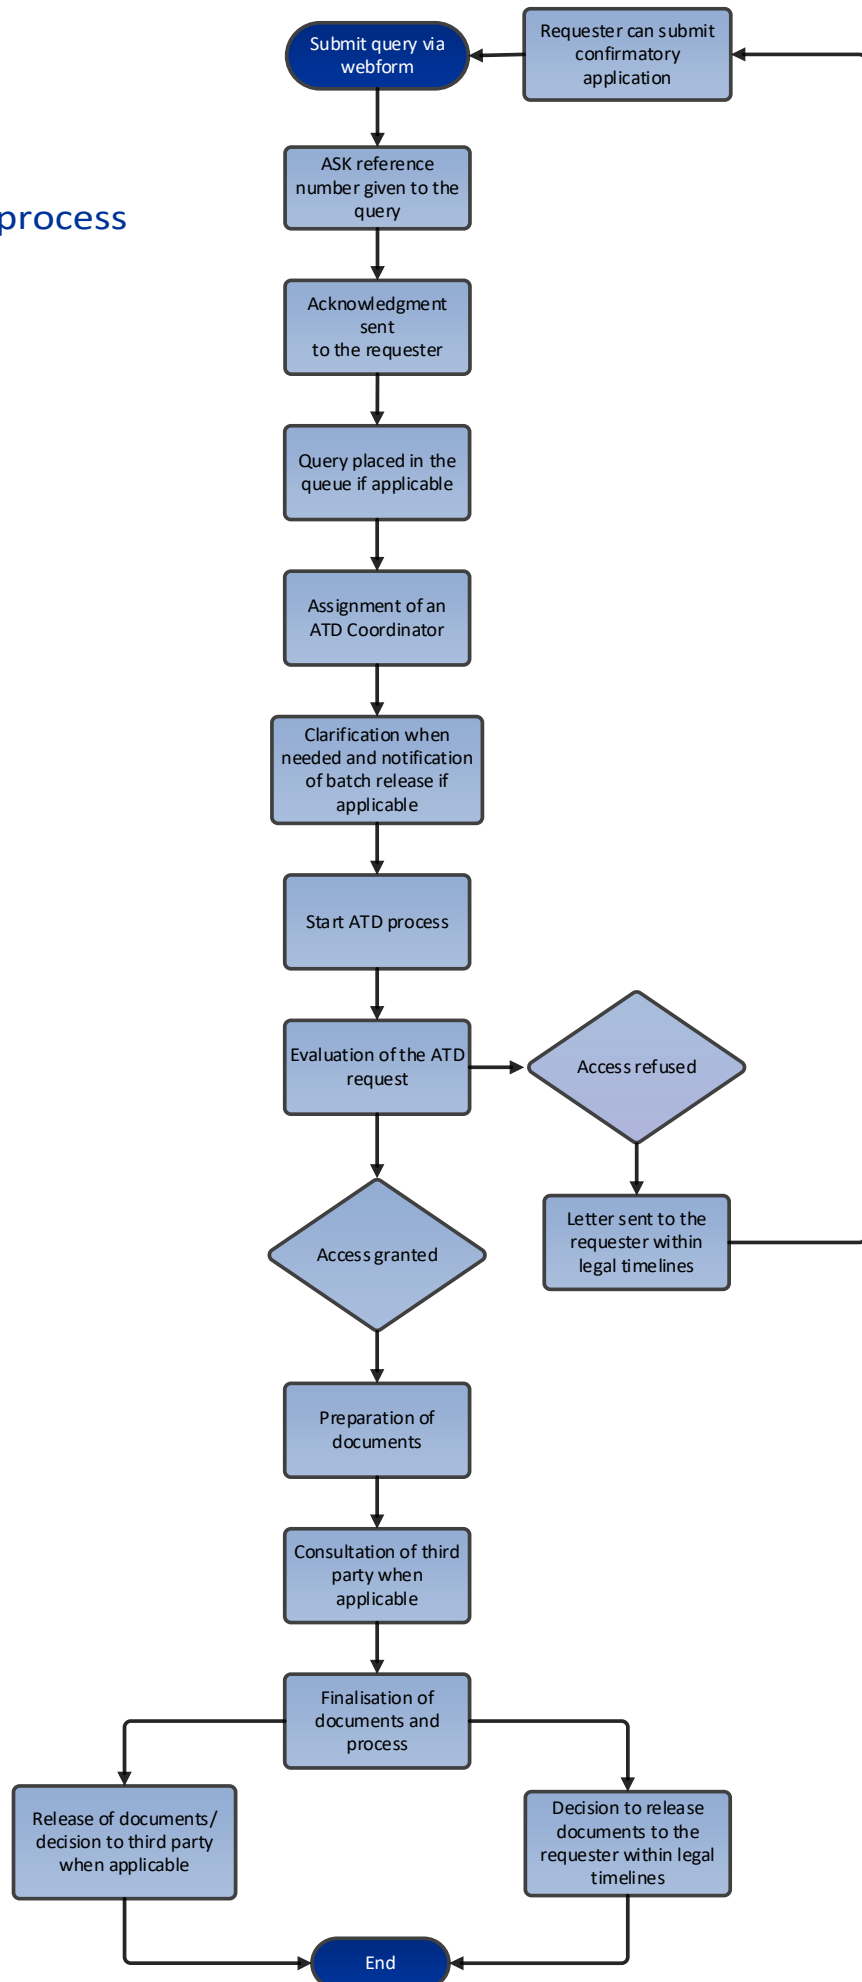 Submit query via
webform
Requester can submit
confirmatory
application
ASK reference
number given to the
query
process
Acknowledgment
sent
to the requester
Query placed in the
queue if applicable
Assignment of an
ATD Coordinator
Clarification when
needed and notification
of batch release if
applicable
Start ATD process
Evaluation of the ATD
request
Access refused
Letter sent to the
requester within
legal timelines
Access granted
Preparation of
documents
Consultation of third
party when
applicable
Finalisation of
documents and
process
Release of documents/
decision to third party
when applicable
Decision to release
documents to the
requester within legal
timelines
End